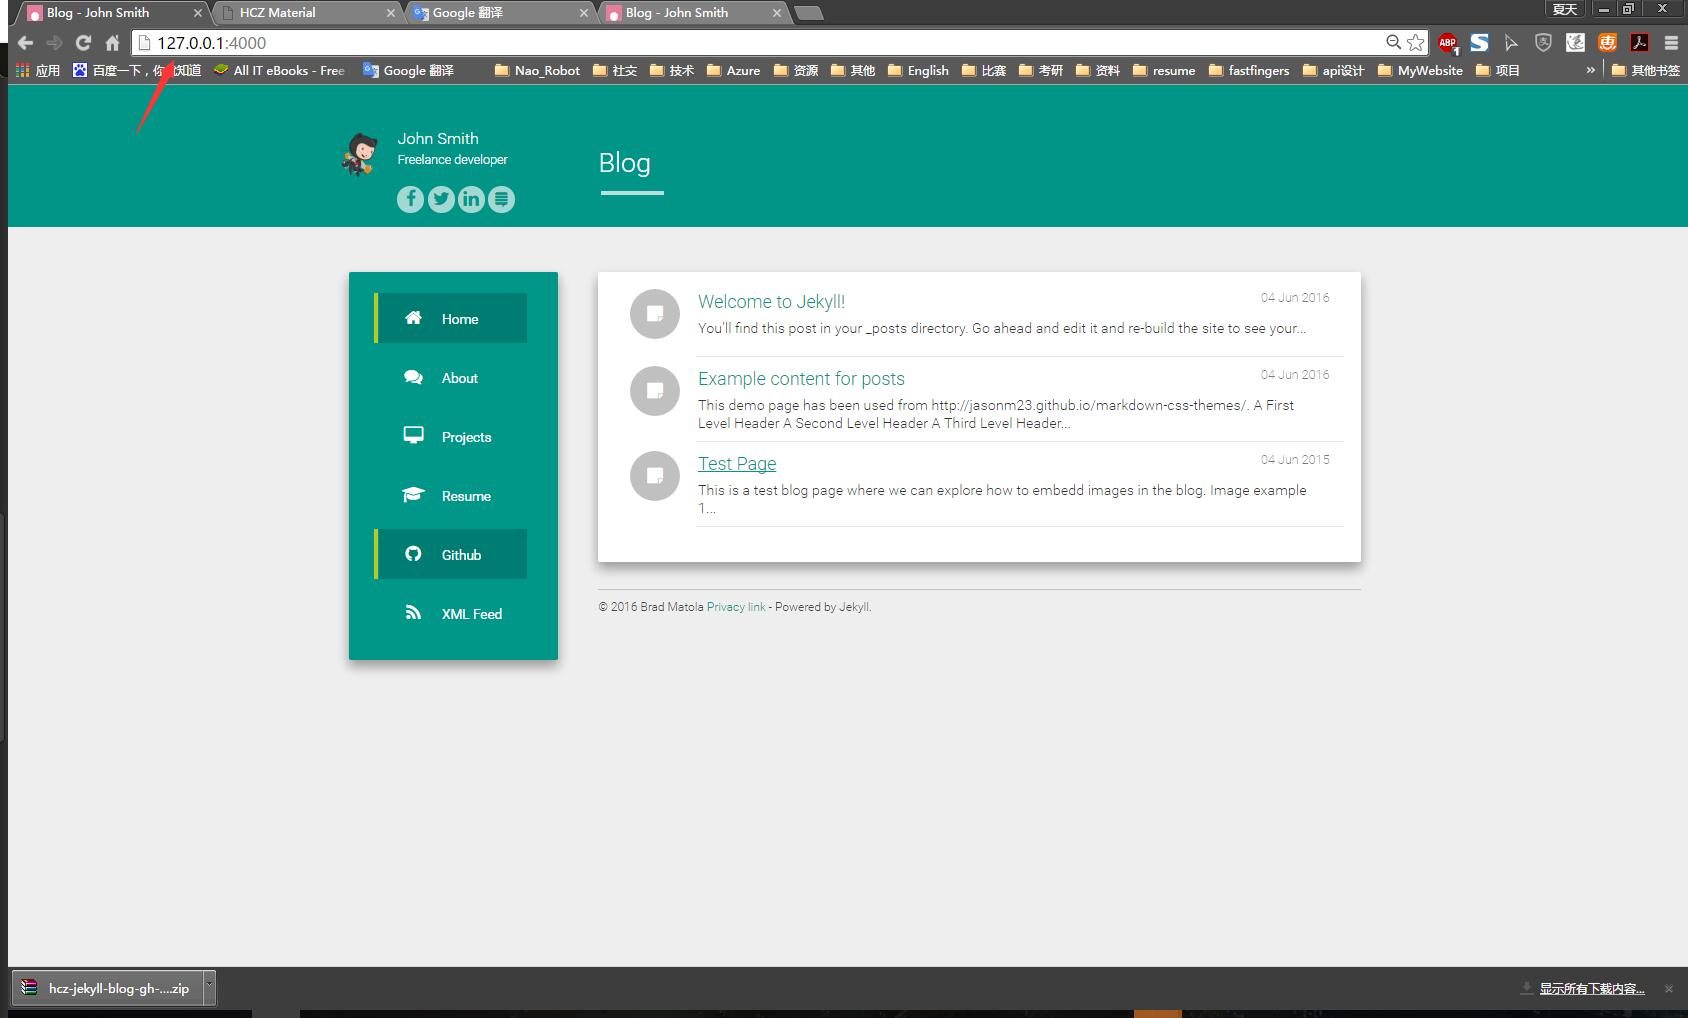 Blog - John Smith
HCZ Material
Google 翻译
Blog - John Smith
夏天
127.0.0.1:4000
ABP
1
应用
百度一下，你 知道
All IT eBooks - Free
Google 翻译
Nao_Robot
社交
技术
Azure
资源
其他
English
比赛
考研
资料
resume
fastfingers
api设计
MyWebsite
项目
»
其他书签
John Smith
Freelance developer
Blog
Home
About
Projects
Resume
Github
XML Feed
Welcome to Jekyll!
04 Jun 2016
You'll find this post in your _posts directory. Go ahead and edit it and re-build the site to see your...
Example content for posts
04 Jun 2016
This demo page has been used from http://jasonm23.github.io/markdown-css-themes/. A First
Level Header A Second Level Header A Third Level Header...
Test Page
04 Jun 2015
This is a test blog page where we can explore how to embedd images in the blog. Image example
1...
© 2016 Brad Matola Privacy link - Powered by Jekyll.
hcz-jekyll-blog-gh-....zip
显示所有下载内容...